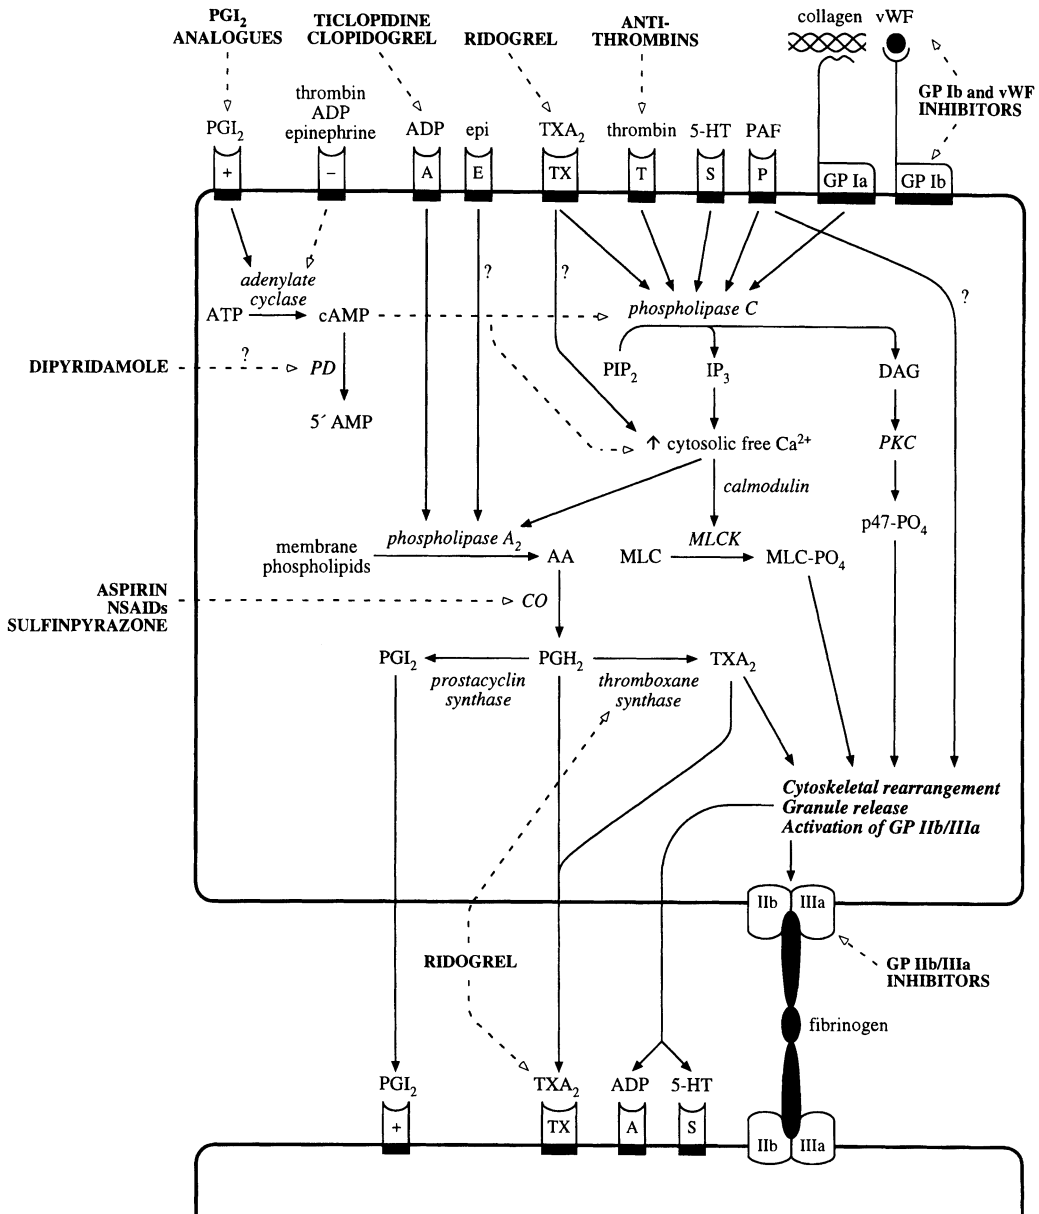 PGI2
ANALOGUES
TICLOPIDINE
CLOPIDOGREL
RIDOGREL
ANTI-
THROMBINS
collagen
vWF
GP Ib and vWF
INHIBITORS
PGI2
thrombin
ADP
epinephrine
ADP
epi
TXA2
thrombin
5-HT
PAF
+
–
A
E
TX
T
S
P
GP Ia
GP Ib
adenylate
cyclase
?
?
?
ATP
cAMP
phospholipase C
DIPYRIDAMOLE
?
PD
PIP2
IP3
DAG
5´ AMP
↑ cytosolic free Ca2+
PKC
calmodulin
p47-PO4
phospholipase A2
MLCK
membrane
phospholipids
AA
MLC
MLC-PO4
ASPIRIN
NSAIDs
SULFINPYRAZONE
CO
PGI2
PGH2
TXA2
prostacyclin
synthase
thromboxane
synthase
Cytoskeletal rearrangement
Granule release
Activation of GP IIb/IIIa
IIb
IIIa
RIDOGREL
GP IIb/IIIa
INHIBITORS
fibrinogen
PGI2
TXA2
ADP
5-HT
+
TX
A
S
IIb
IIIa